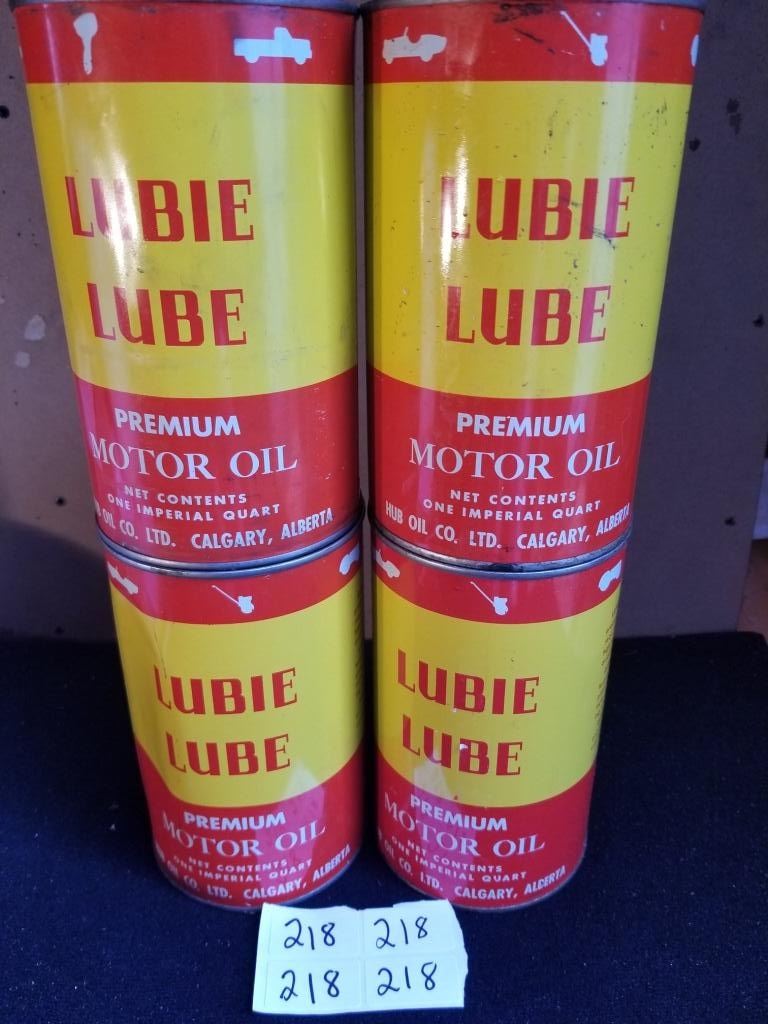 LUBIE
LUBE
PREMIUM
MOTOR OIL
NET CONTENTS
ONE IMPERIAL QUART
OIL CO. LTD. CALGARY, ALBERTA
LUBIE
LUBE
PREMIUM
MOTOR OIL
NET CONTENTS
ONE IMPERIAL QUART
HUB OIL CO. LTD. CALGARY, ALBERTA
LUBIE
LUBE
PREMIUM
MOTOR OIL
NET CONTENTS
ONE IMPERIAL QUART
OIL CO. LTD. CALGARY, ALBERTA
LUBIE
LUBE
PREMIUM
MOTOR OIL
NET CONTENTS
ONE IMPERIAL QUART
CO. LTD. CALGARY, ALBERTA
218 218
218 218